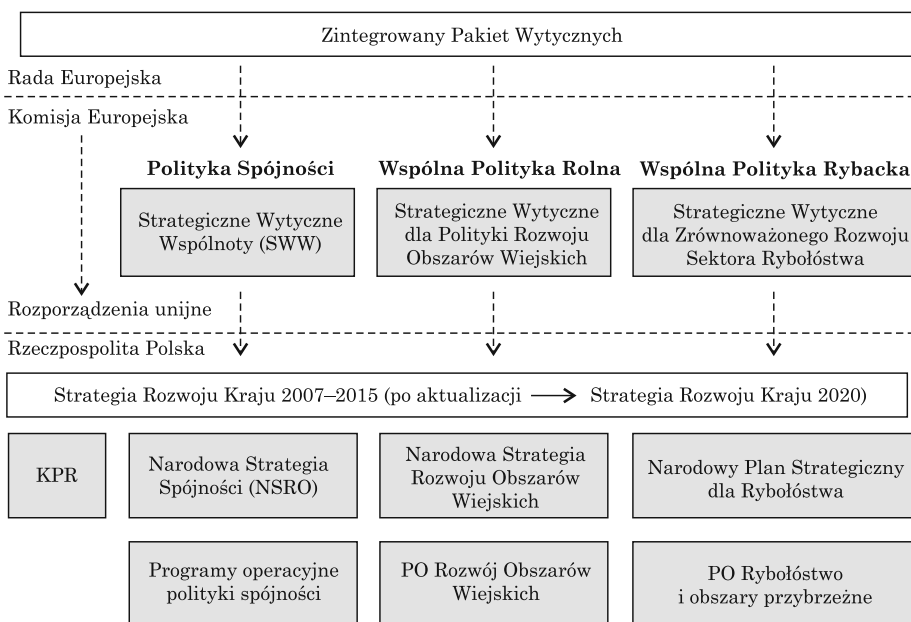 Zintegrowany Pakiet Wytycznych
Rada Europejska
Komisja Europejska
Polityka Spójności
Wspólna Polityka Rolna
Wspólna Polityka Rybacka
Strategiczne Wytyczne
Wspólnoty (SWW)
Strategiczne Wytyczne
dla Polityki Rozwoju
Obszarów Wiejskich
Strategiczne Wytyczne
dla Zrównoważonego Rozwoju
Sektora Rybołóstwa
Rozporządzenia unijne
Rzeczpospolita Polska
Strategia Rozwoju Kraju 2007–2015 (po aktualizacji → Strategia Rozwoju Kraju 2020)
KPR
Narodowa Strategia
Spójności (NSRO)
Narodowa Strategia
Rozwoju Obszarów
Wiejskich
Narodowy Plan Strategiczny
dla Rybołóstwa
Programy operacyjne
polityki spójności
PO Rozwój Obszarów
Wiejskich
PO Rybołóstwo
i obszary przybrzeżne